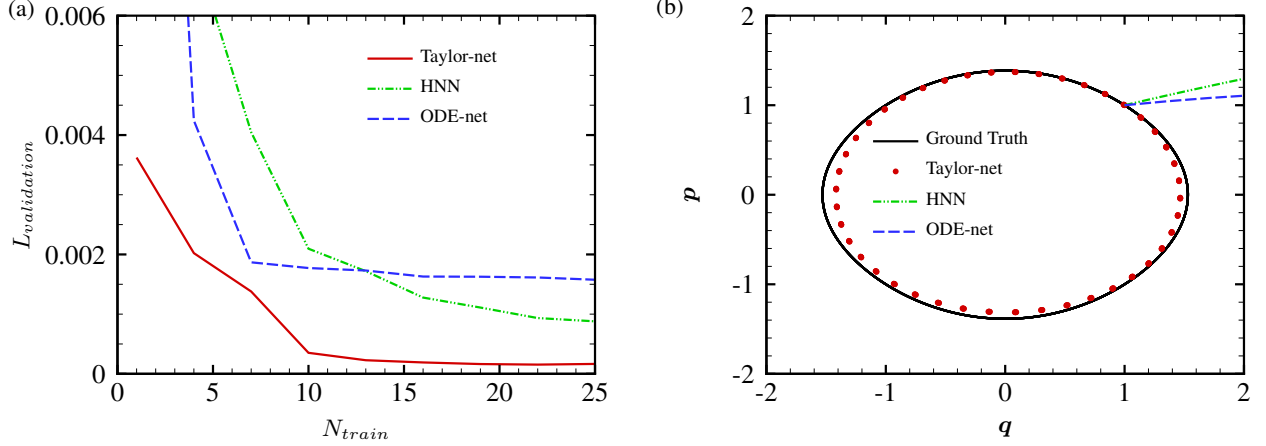 (a)
0.006
0.004
0.002
0
L_validation
0 5 10 15 20 25
N_train
Taylor-net
HNN
ODE-net
(b)
2
1
0
-1
-2
p
-2 -1 0 1 2
q
Ground Truth
Taylor-net
HNN
ODE-net